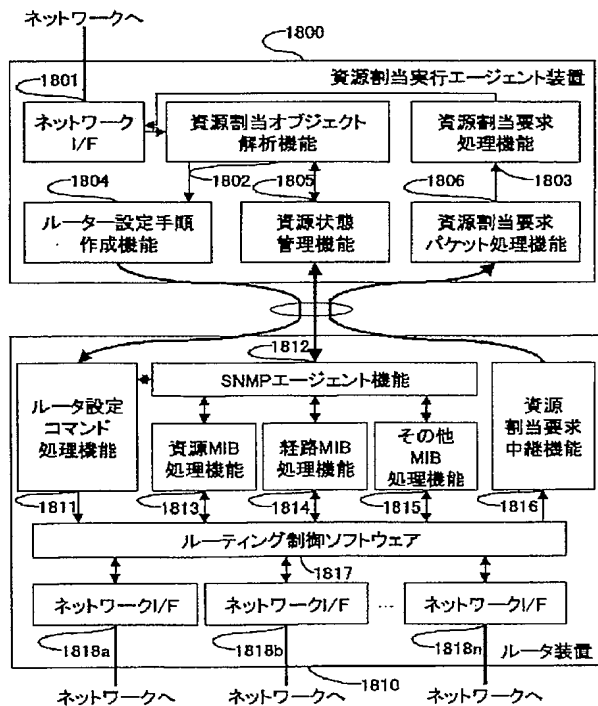 ネットワークへ
1800
1801
資源割当実行エージェント装置
ネットワーク
I/F
資源割当オブジェクト
解析機能
資源割当要求
処理機能
1804
1802
1805
1806
1803
ルーター設定手順
作成機能
資源状態
管理機能
資源割当要求
パケット処理機能
1812
SNMPエージェント機能
ルータ設定
コマンド
処理機能
資源MIB
処理機能
経路MIB
処理機能
その他
MIB
処理機能
資源
割当要求
中継機能
1811
1813
1814
1815
1816
ルーティング制御ソフトウェア
1817
ネットワークI/F
ネットワークI/F
…
ネットワークI/F
1818a
1818b
1818n
ルータ装置
ネットワークへ
ネットワークへ
1810
ネットワークへ